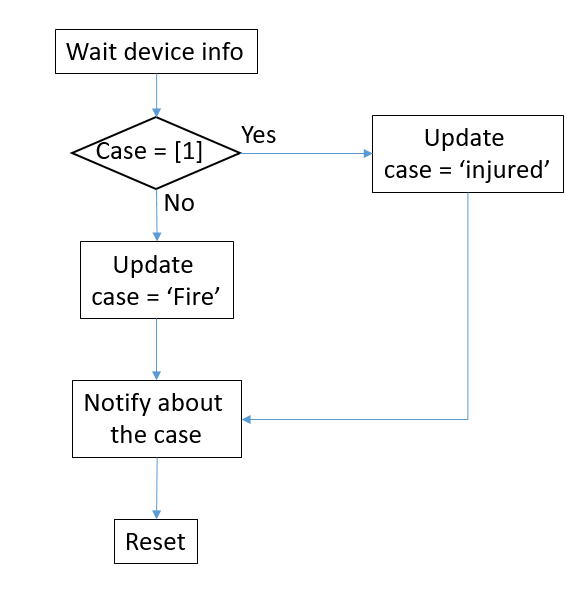 Wait device info
Case = [1]
Yes
Update
case = ‘injured’
No
Update
case = ‘Fire’
Notify about
the case
Reset